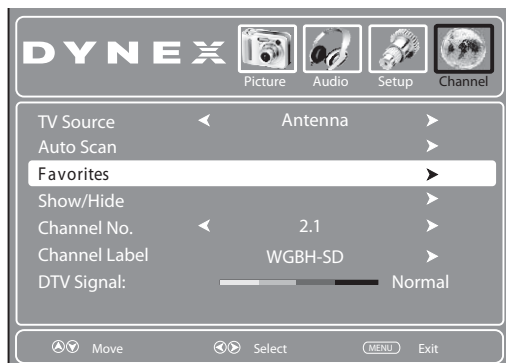 DYNEX
Picture Audio Setup Channel
TV Source Antenna
Auto Scan
Favorites
Show/Hide
Channel No. 2.1
Channel Label WGBH-SD
DTV Signal: Normal
Move Select MENU Exit